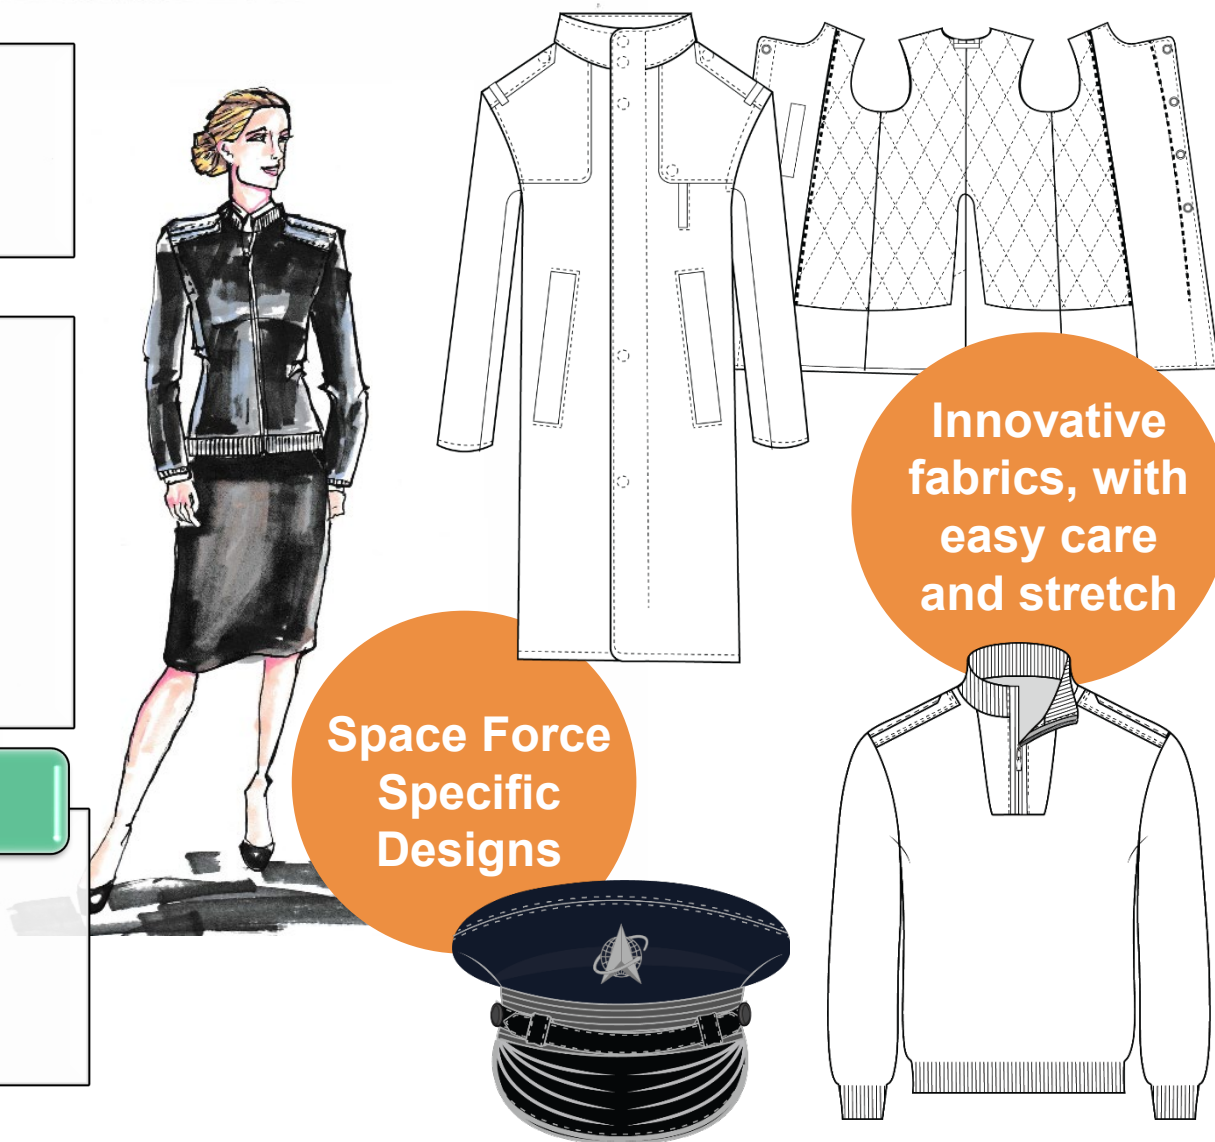 Innovative
fabrics, with
easy care
and stretch
Space Force
Specific
Designs